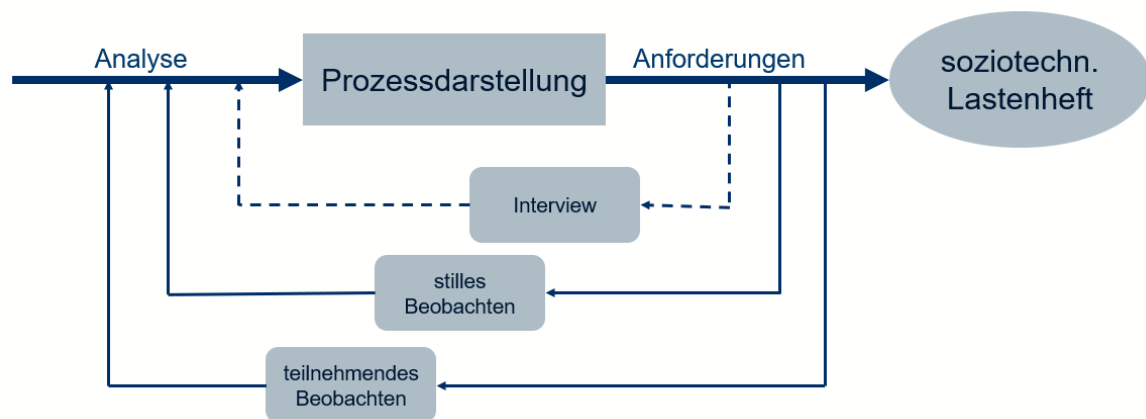 Analyse
Prozessdarstellung
Anforderungen
soziotechn.
Lastenheft
Interview
stilles
Beobachten
teilnehmendes
Beobachten